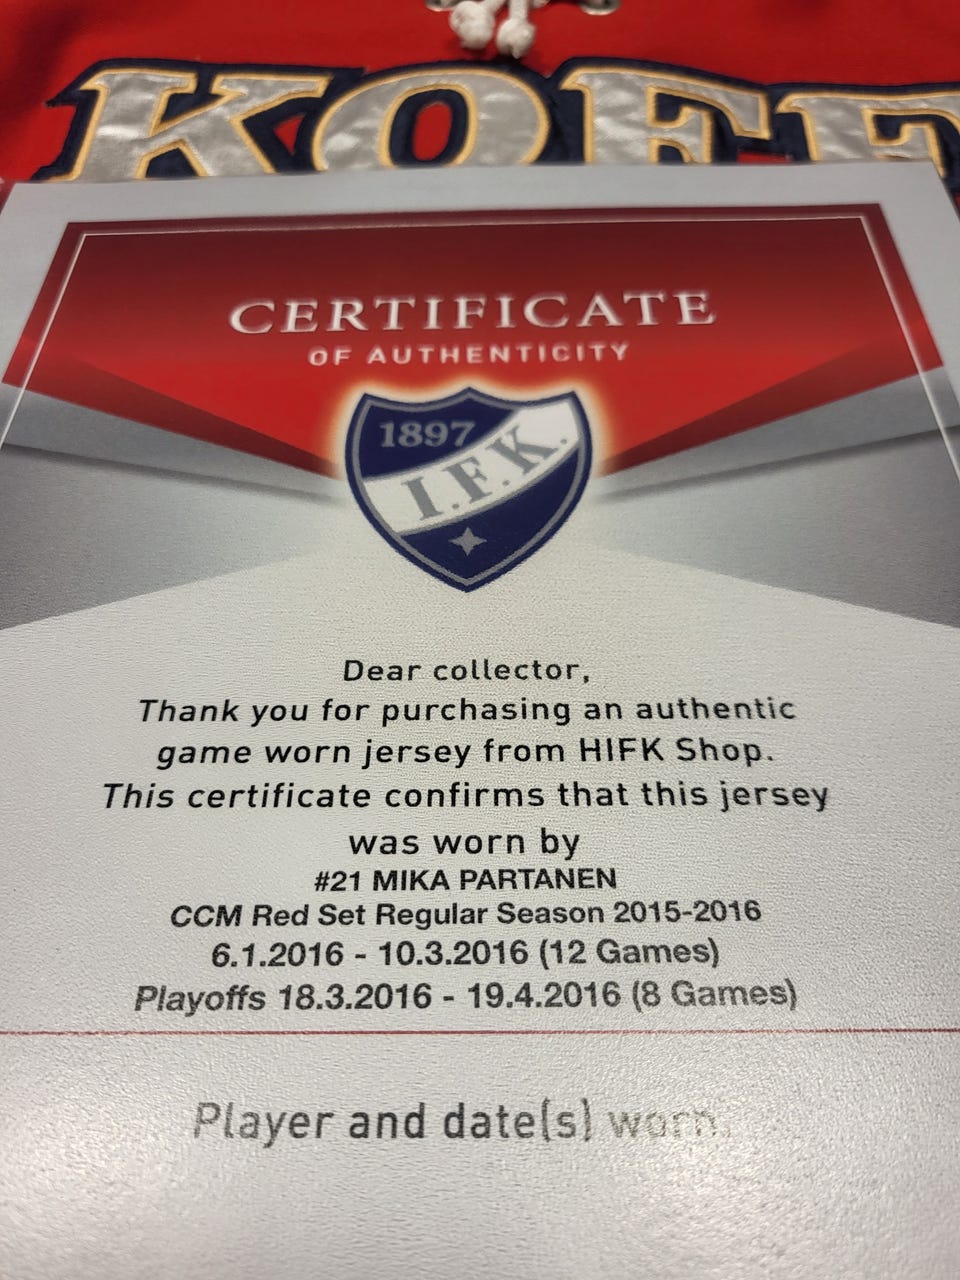 KOFF
CERTIFICATE
OF AUTHENTICITY
1897
I.F.K.
Dear collector,
Thank you for purchasing an authentic
game worn jersey from HIFK Shop.
This certificate confirms that this jersey
was worn by
#21 MIKA PARTANEN
CCM Red Set Regular Season 2015-2016
6.1.2016 - 10.3.2016 (12 Games)
Playoffs 18.3.2016 - 19.4.2016 (8 Games)
Player and date(s) worn.